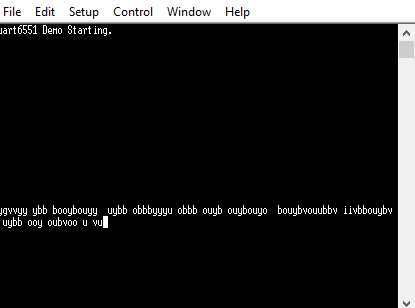 File Edit Setup Control Window Help
uart6551 Demo Starting.
ygvvyy ybb booybouyy uybb obbbyyyu obbb ouyb ouybouyo bouybvouubbv iivbbouybv
uybb ooy oubvoo u vu